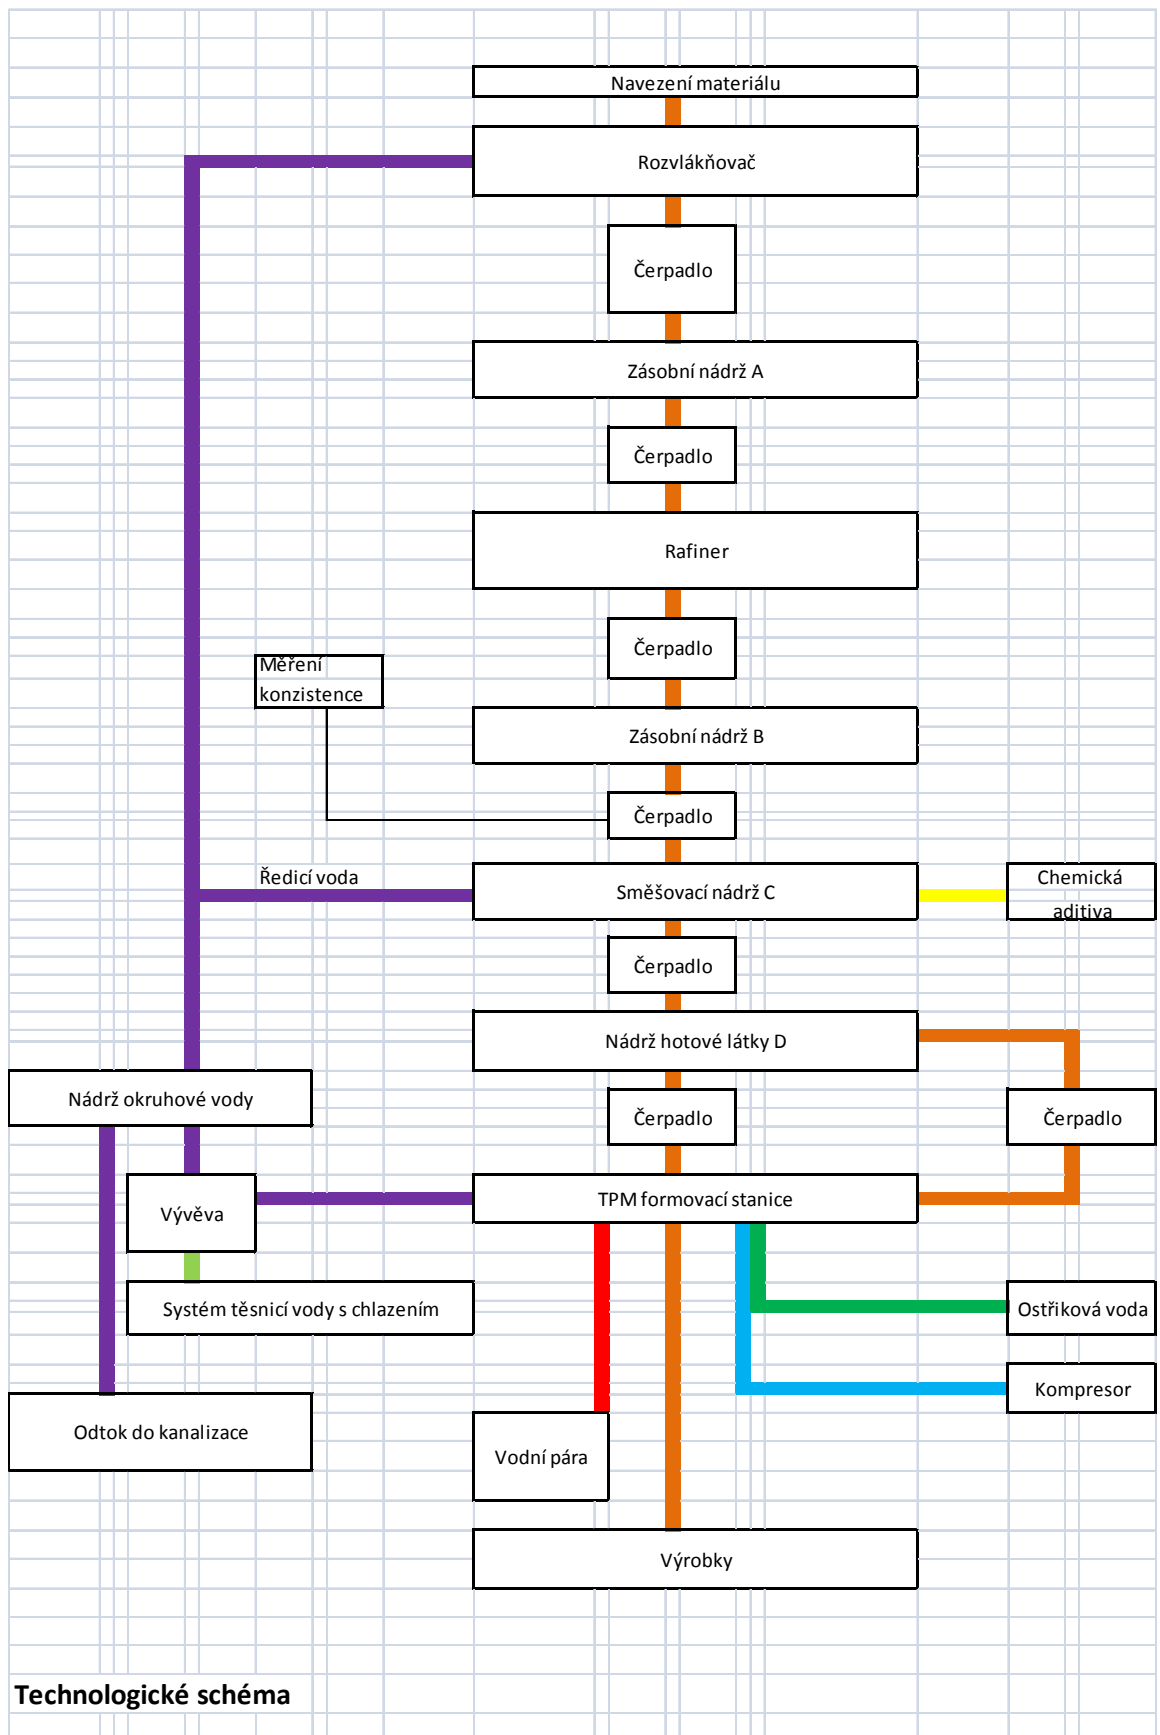 Navezení materiálu
Rozvlákňovač
Čerpadlo
Zásobní nádrž A
Čerpadlo
Rafiner
Čerpadlo
Měření
konzistence
Zásobní nádrž B
Čerpadlo
Ředicí voda
Směšovací nádrž C
Chemická
aditiva
Čerpadlo
Nádrž hotové látky D
Nádrž okruhové vody
Čerpadlo
Čerpadlo
Vývěva
TPM formovací stanice
Systém těsnicí vody s chlazením
Ostřiková voda
Kompresor
Odtok do kanalizace
Vodní pára
Výrobky
Technologické schéma